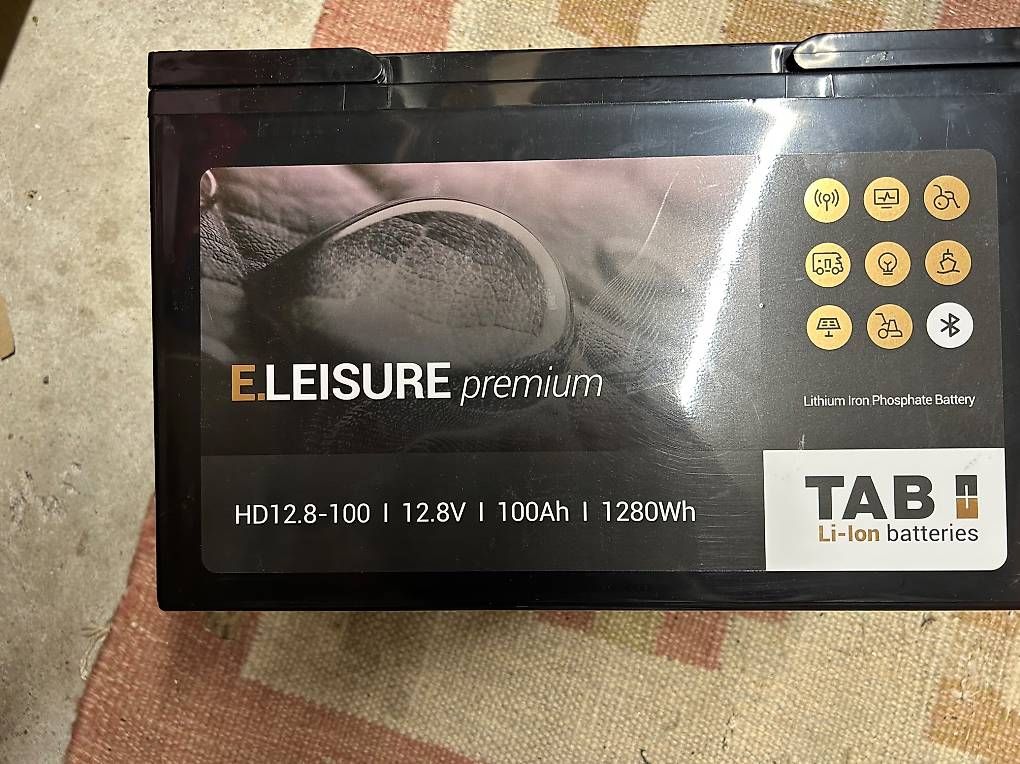 E.LEISURE premium
Lithium Iron Phosphate Battery
HD12.8-100 | 12.8V | 100Ah | 1280Wh
TAB
Li-Ion batteries